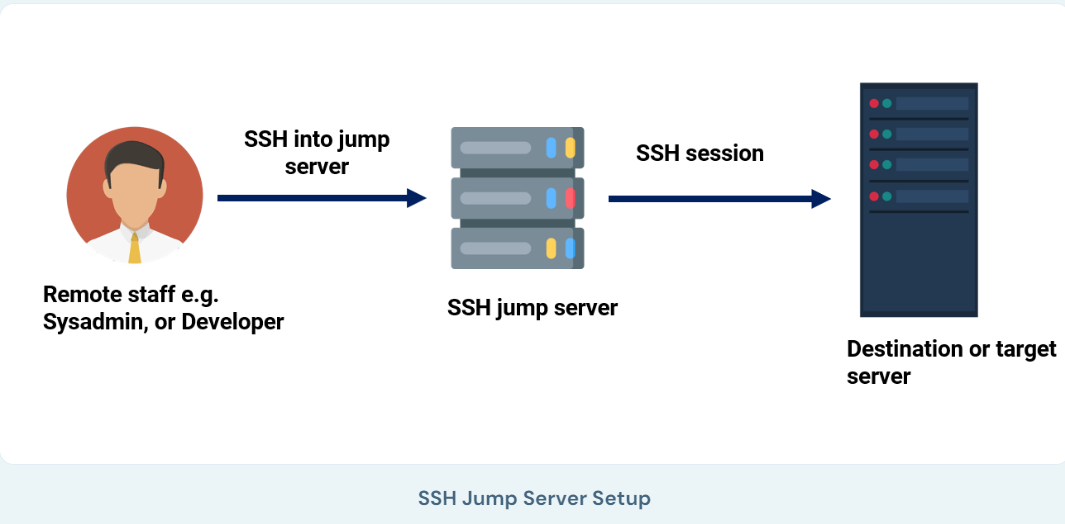 SSH into jump
server
SSH session
Remote staff e.g.
Sysadmin, or Developer
SSH jump server
Destination or target
server
SSH Jump Server Setup